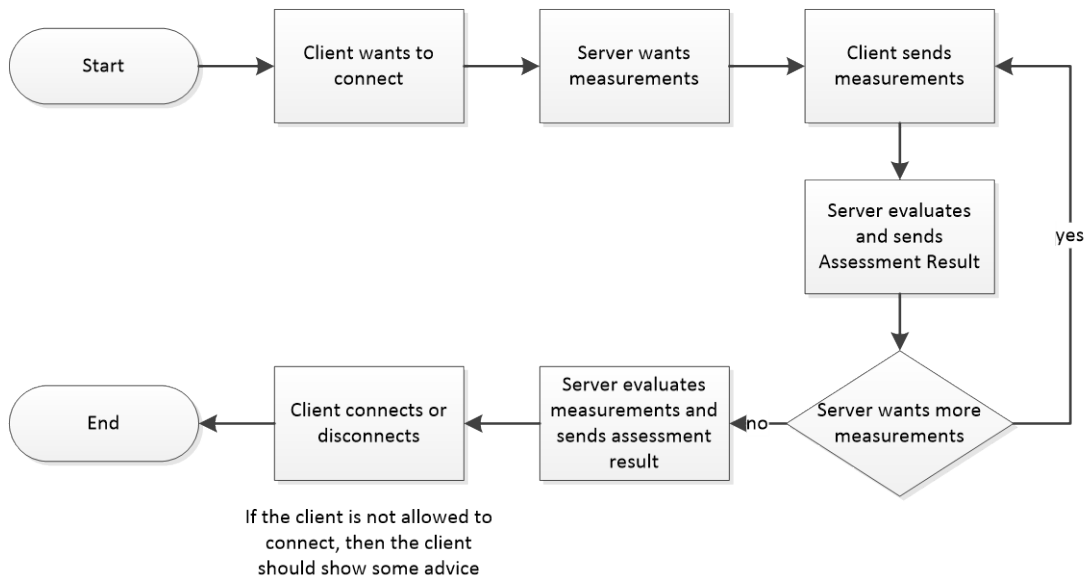 Start
Client wants to
connect
Server wants
measurements
Client sends
measurements
Server evaluates
and sends
Assessment Result
yes
Server wants more
measurements
no
Server evaluates
measurements and
sends assessment
result
Client connects or
disconnects
End
If the client is not allowed to
connect, then the client
should show some advice